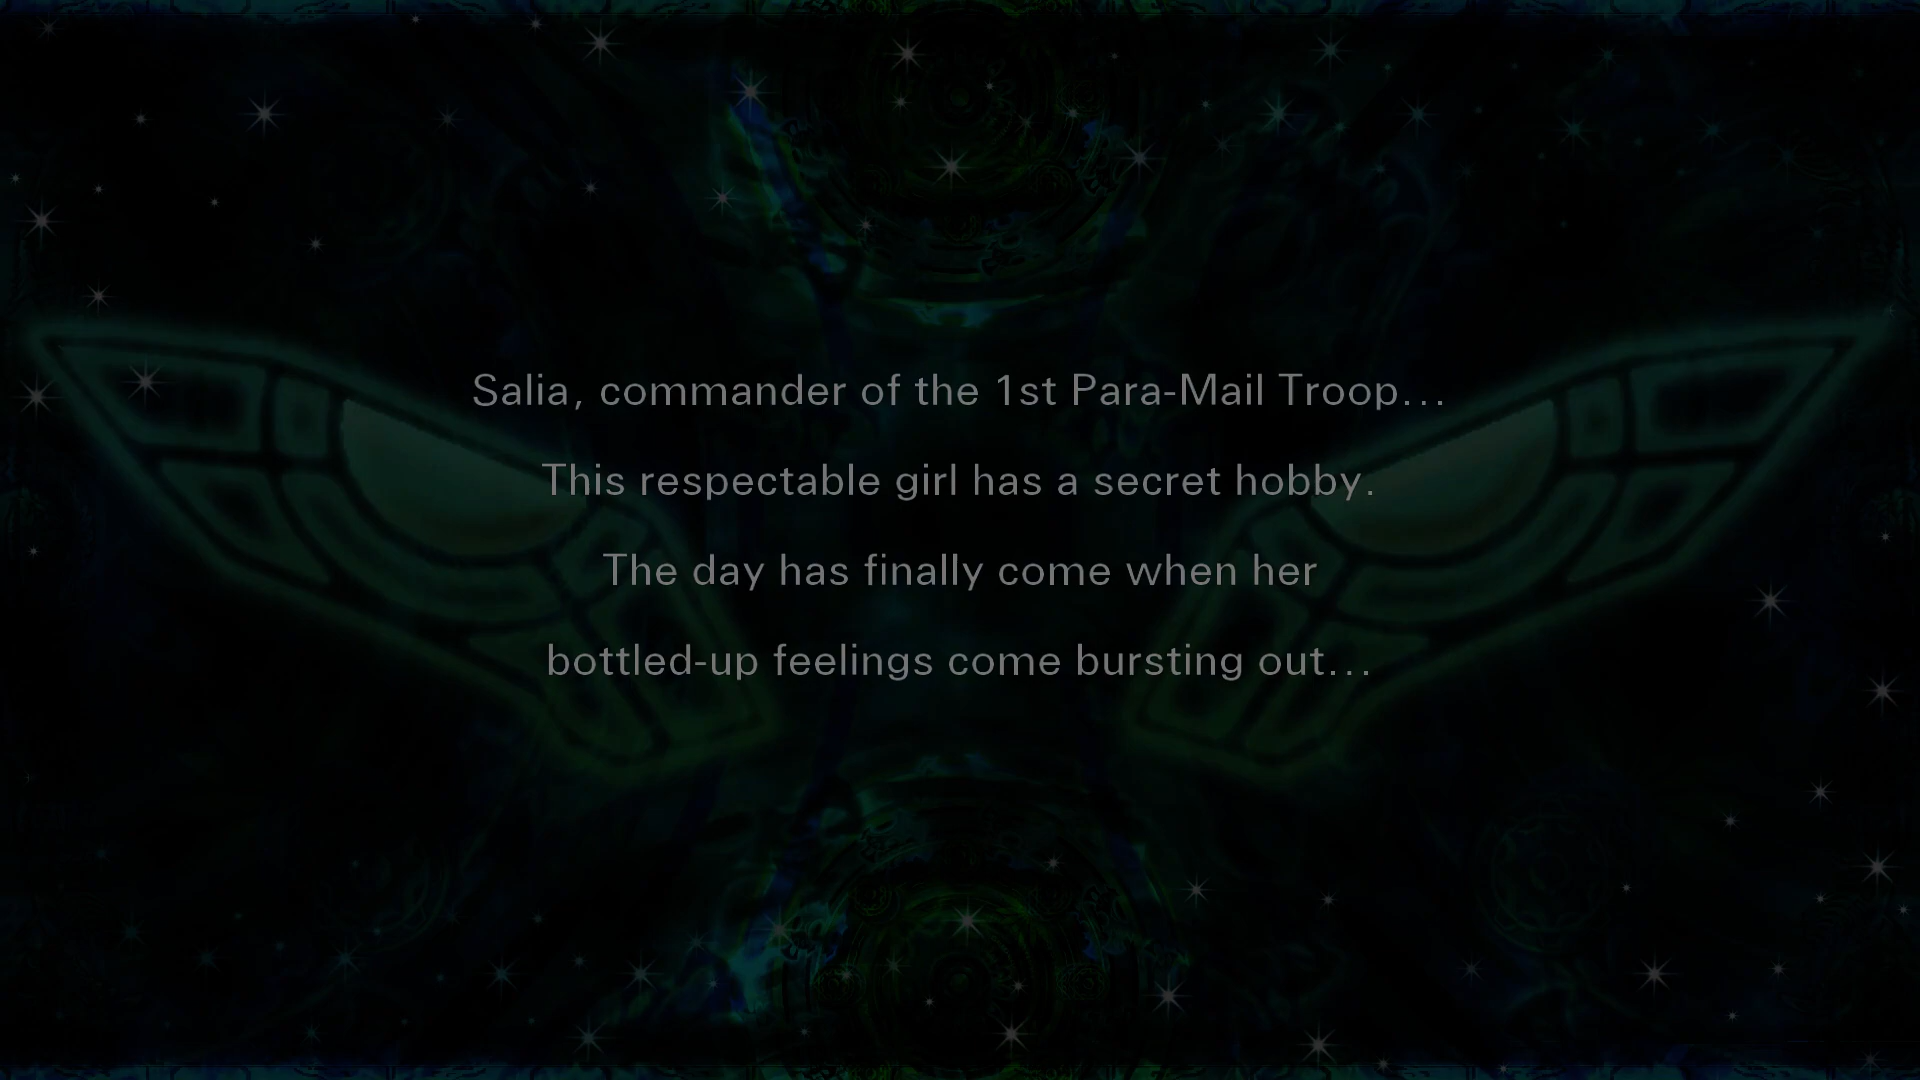 Salia, commander of the 1st Para-Mail Troop...
This respectable girl has a secret hobby.
The day has finally come when her
bottled-up feelings come bursting out...